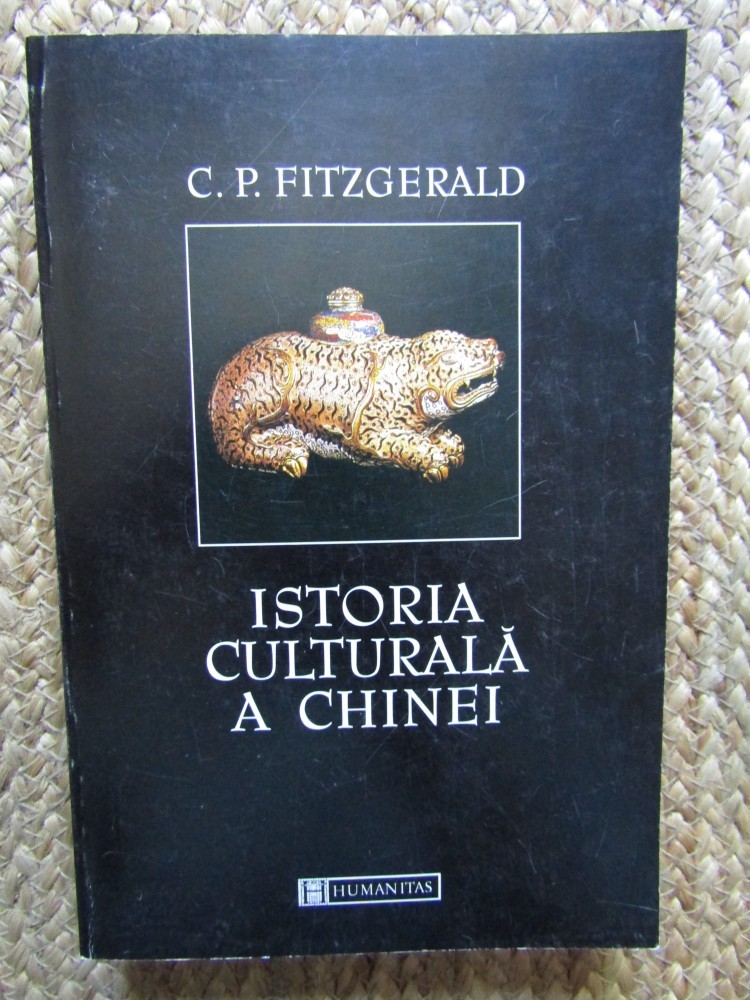 C. P. FITZGERALD
ISTORIA
CULTURALĂ
A CHINEI
HUMANITAS